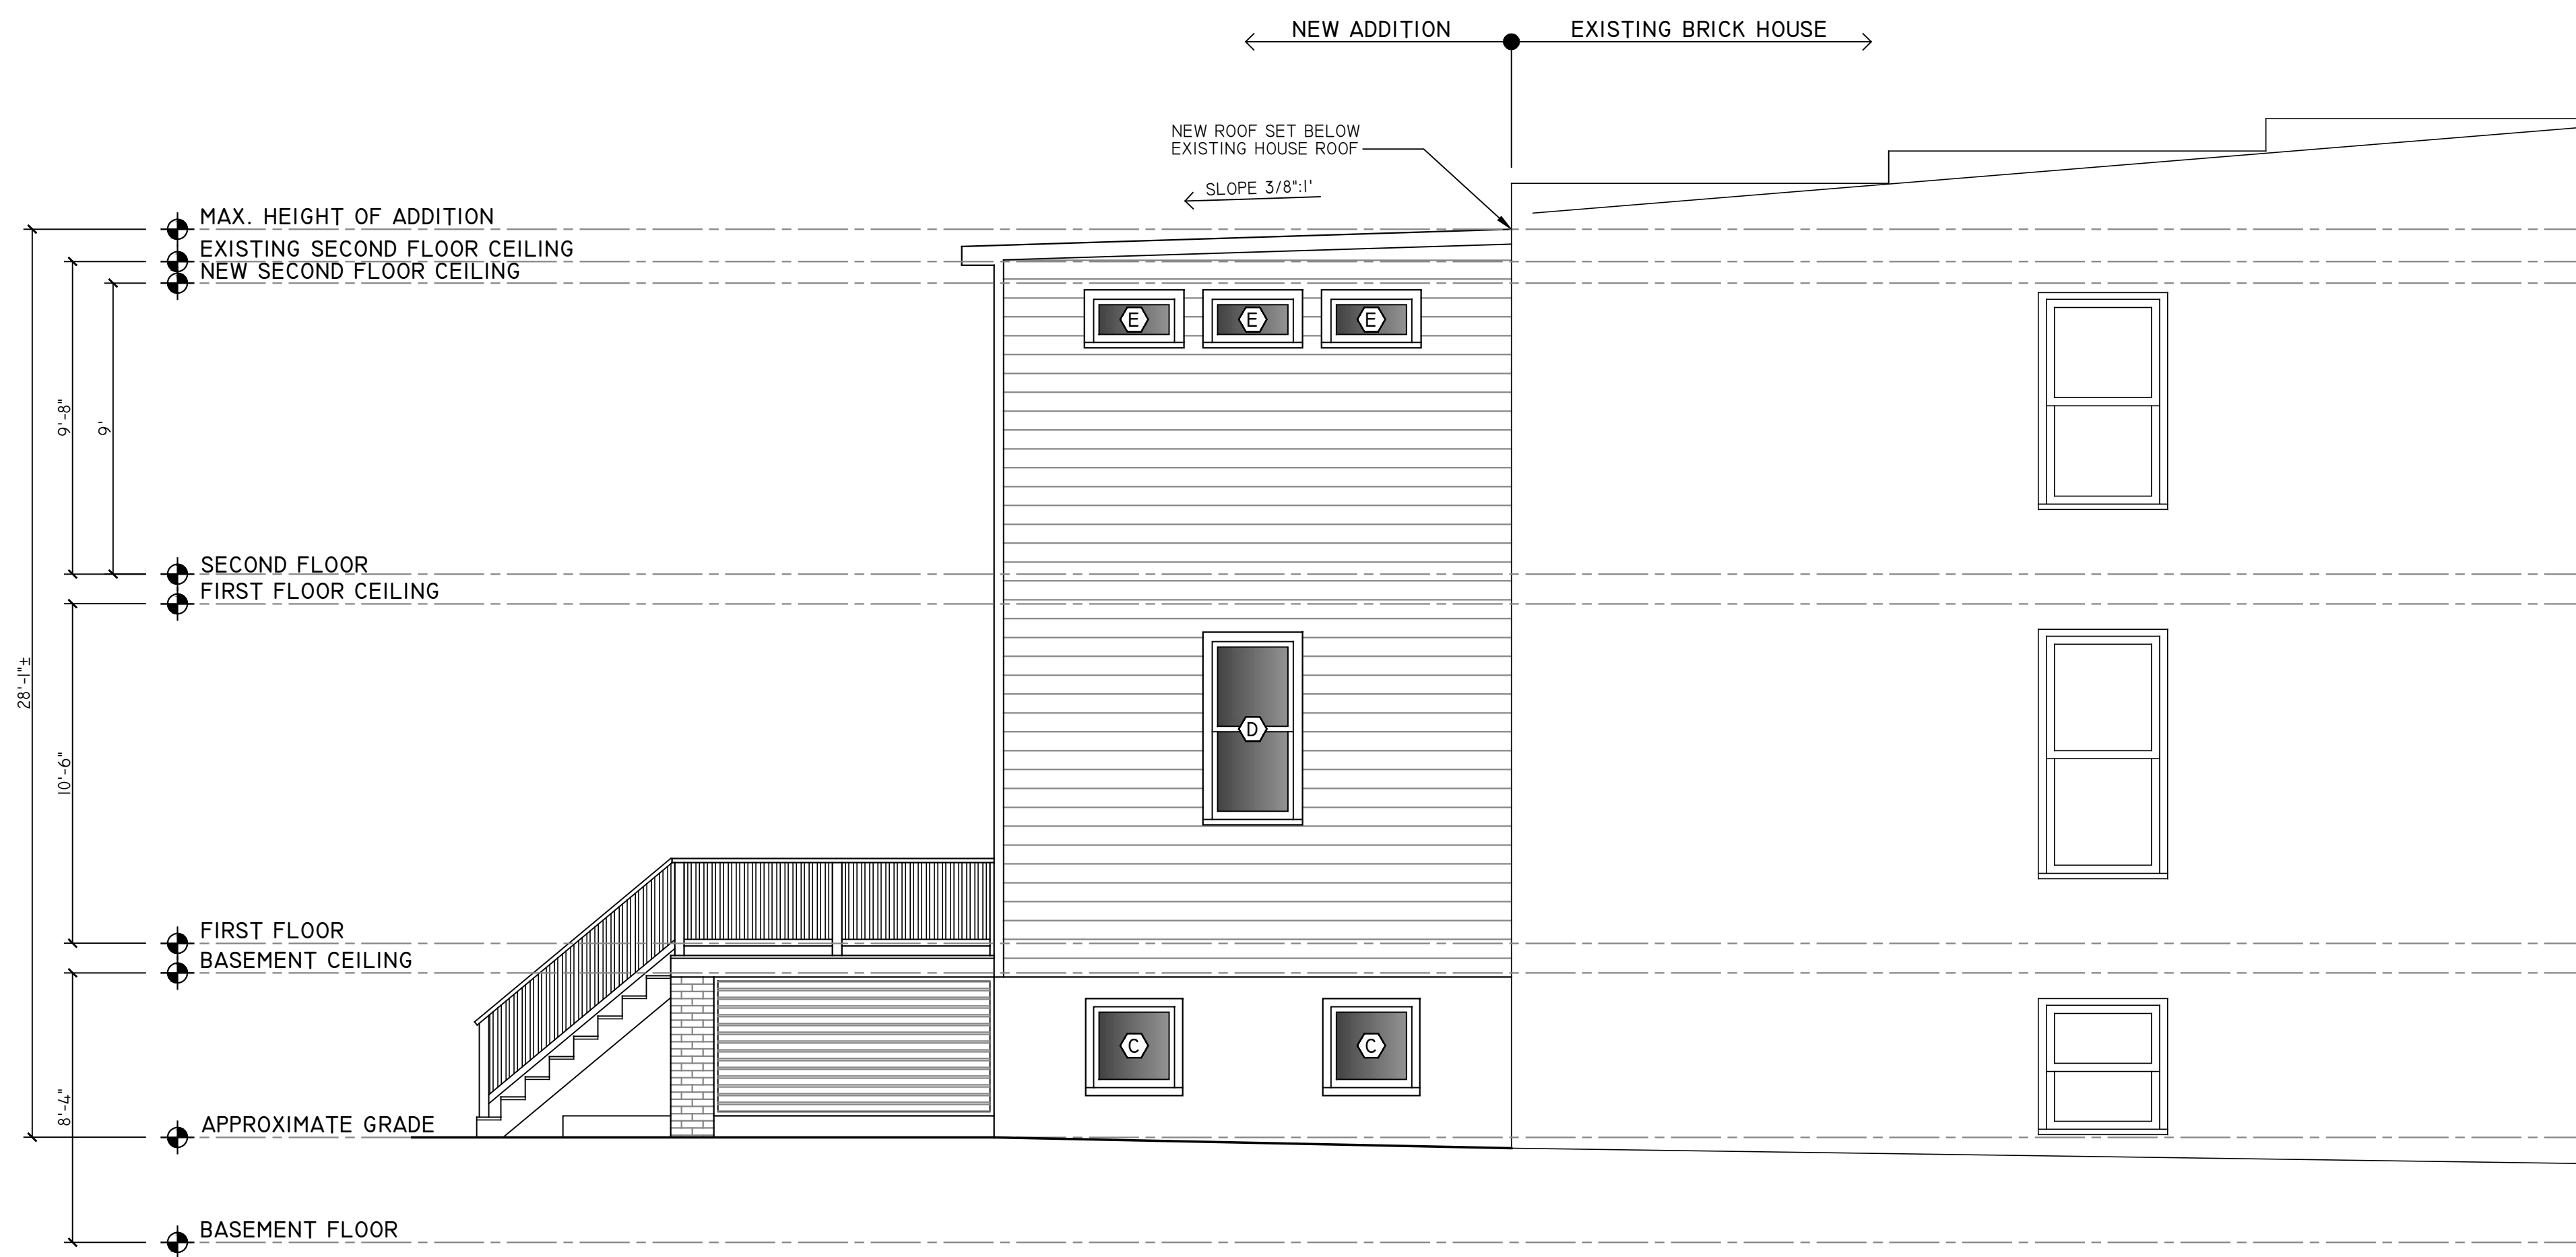 NEW ADDITION
EXISTING BRICK HOUSE
NEW ROOF SET BELOW
EXISTING HOUSE ROOF
SLOPE 3/8":1'
MAX. HEIGHT OF ADDITION
EXISTING SECOND FLOOR CEILING
NEW SECOND FLOOR CEILING
E
E
E
9'-8"
9'
SECOND FLOOR
FIRST FLOOR CEILING
28'-1"±
D
10'-6"
FIRST FLOOR
BASEMENT CEILING
C
C
8'-4"
APPROXIMATE GRADE
BASEMENT FLOOR